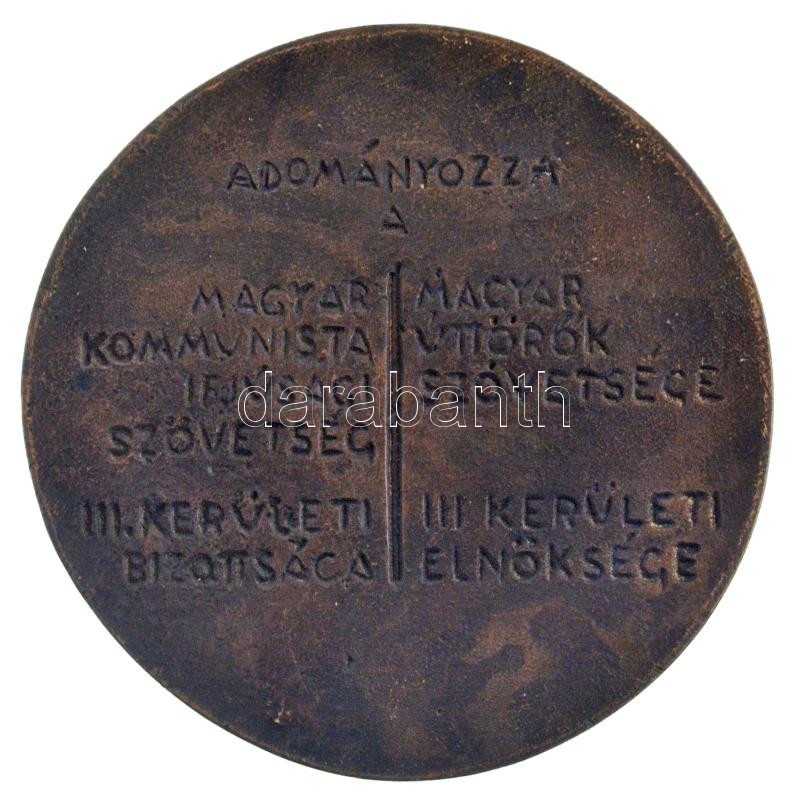 ADOMÁNYOZZA
A
MAGYAR
KOMMUNISTA
IFJÚSÁGI
SZÖVETSÉG
III. KERÜLETI
BIZOTTSÁGA
MAGYAR
ÚTTÖRŐK
SZÖVETSÉGE
III KERÜLETI
ELNÖKSÉGE
darabanth